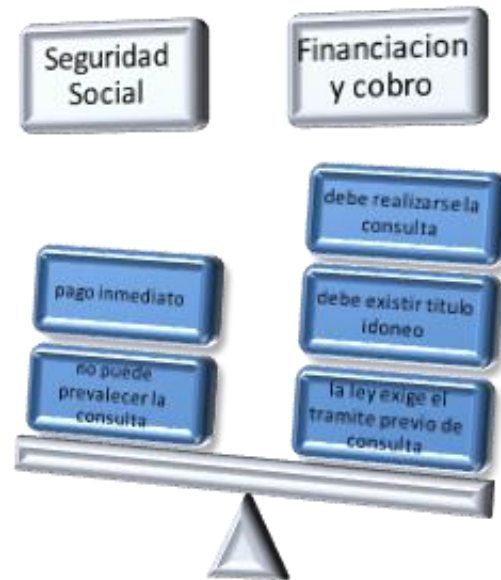 Seguridad
Social
Financiacion
y cobro
pago inmediato
no puede
prevalecer la
consulta
debe realizarse la
consulta
debe existir titulo
idoneo
la ley exige el
tramite previo de
consulta